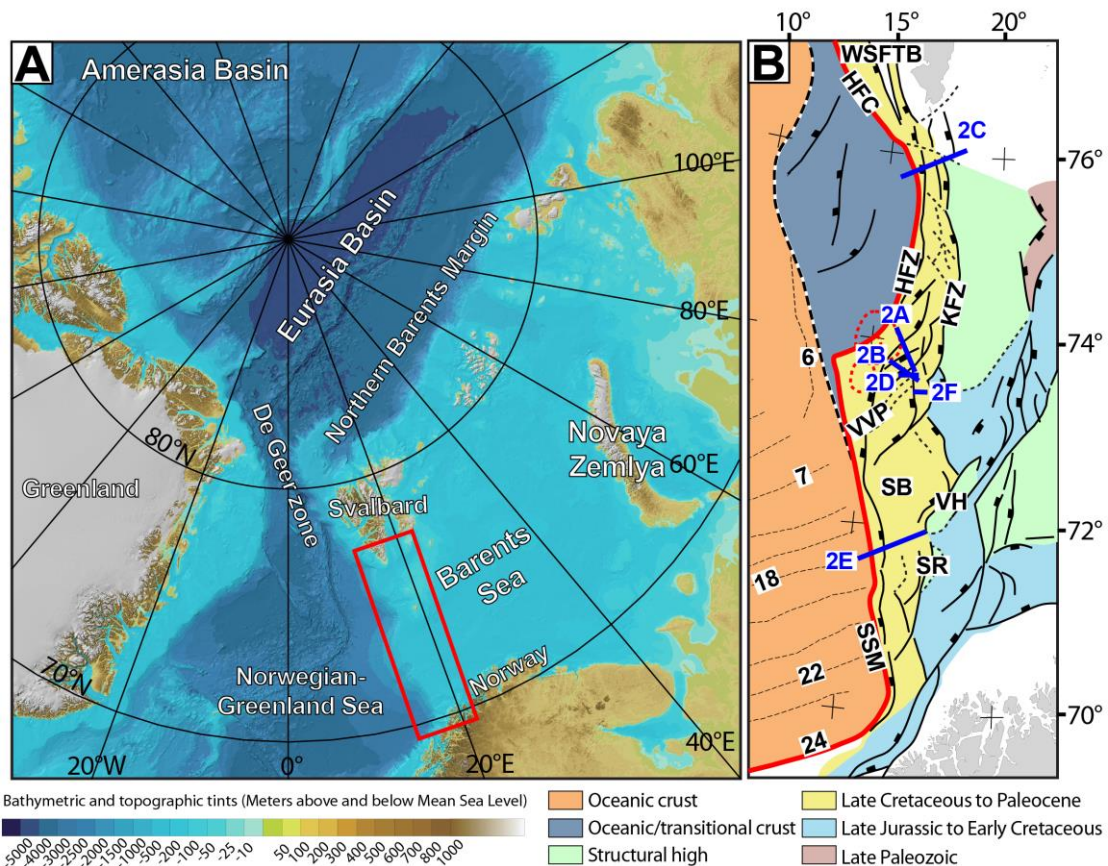 A
Amerasia Basin
Eurasia Basin
Northern Barents Margin
100°E
80°E
60°E
40°E
20°E
0°
20°W
70°N
80°N
Greenland
De Geer zone
Svalbard
Novaya
Zemlya
Barents
Sea
Norwegian-
Greenland Sea
Norway
10° 15° 20°
B
WSFTB
HFC
2C
76°
HFZ
KFZ
2A
74°
2B
6
2D
2F
VVP
7
SB
VH
72°
2E
SR
18
SSM
22
70°
24
Bathymetric and topographic tints (Meters above and below Mean Sea Level)
-5000 -4000 -3000 -2500 -2000 -1500 -1000 -500 -200 -100 -50 -25 -10 50 100 200 300 400 500 600 700 800 1000
Oceanic crust
Oceanic/transitional crust
Structural high
Late Cretaceous to Paleocene
Late Jurassic to Early Cretaceous
Late Paleozoic